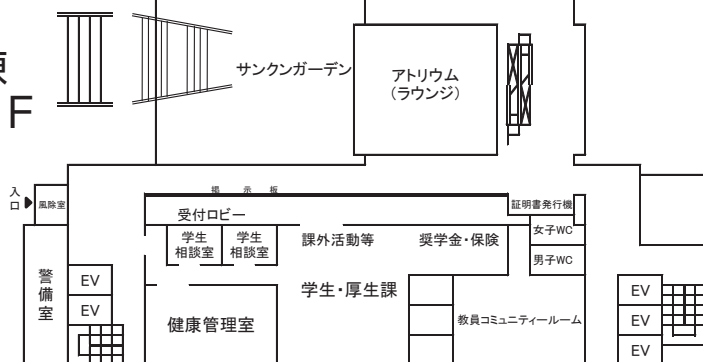 棟
F
サンクンガーデン
アトリウム
(ラウンジ)
入口
風除室
掲示板
証明書発行機
受付ロビー
学生
相談室
学生
相談室
課外活動等
奨学金・保険
女子WC
男子WC
警備室
EV
EV
学生・厚生課
健康管理室
教員コミュニティールーム
EV
EV
EV